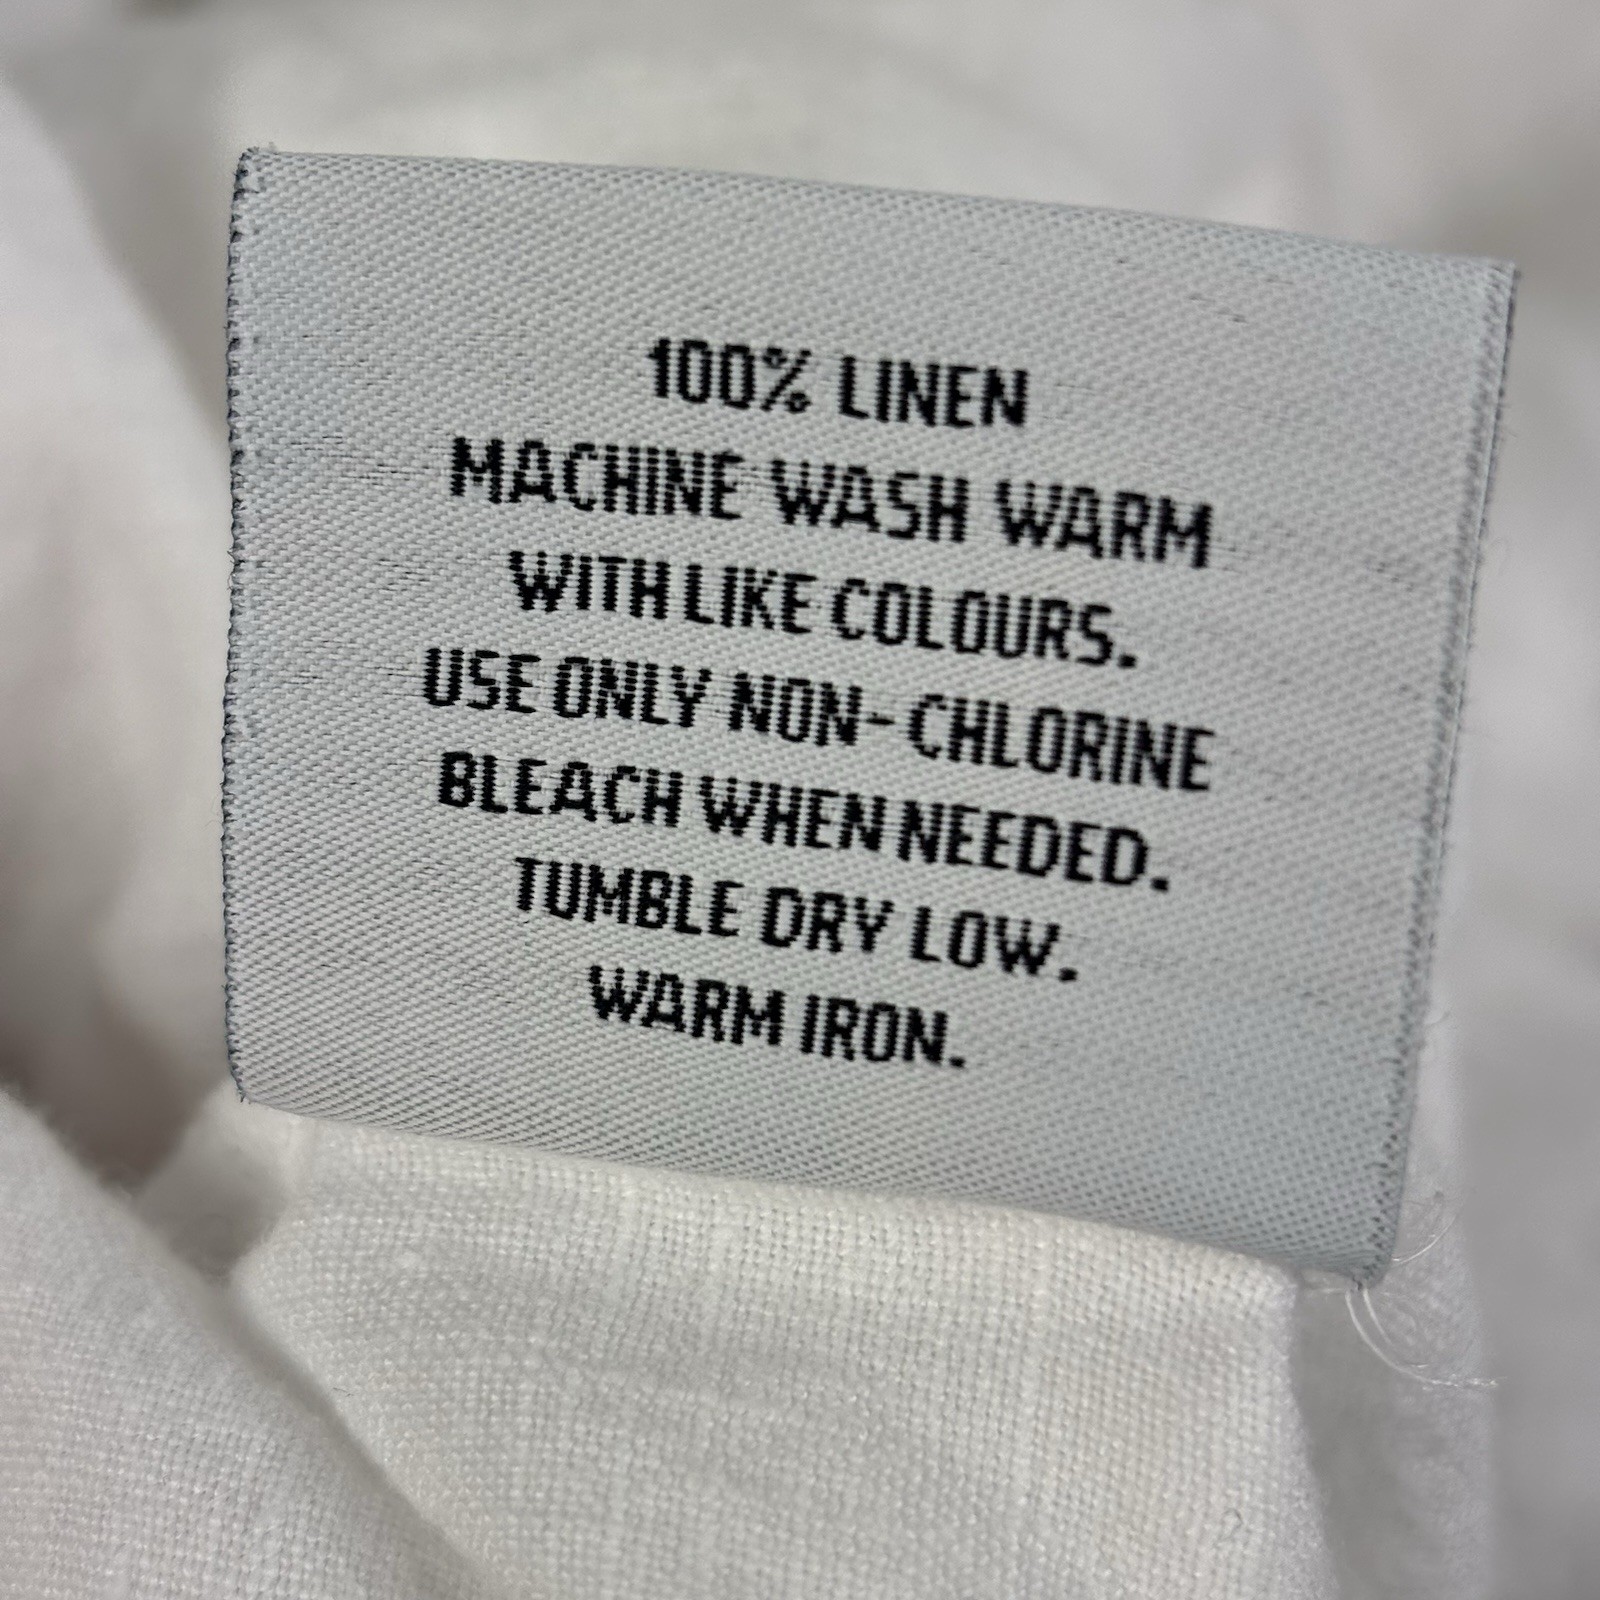 100% LINEN
MACHINE WASH WARM
WITH LIKE COLOURS.
USE ONLY NON-CHLORINE
BLEACH WHEN NEEDED.
TUMBLE DRY LOW.
WARM IRON.